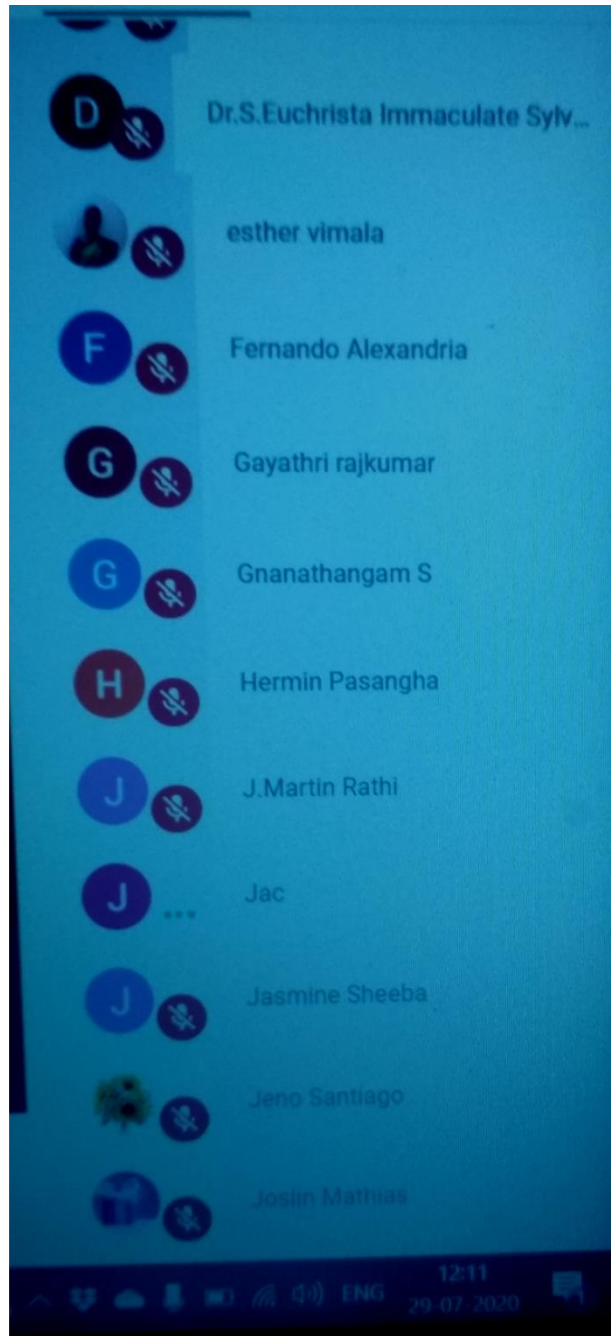 D Dr.S.Euchrista Immaculate Sylv...
esther vimala
F Fernando Alexandria
G Gayathri rajkumar
G Gnanathangam S
H Hermin Pasangha
J J.Martin Rathi
J Jac
J Jasmine Sheeba
Jeno Santiago
Joslin Mathias
ENG 12:11
29-07-2020